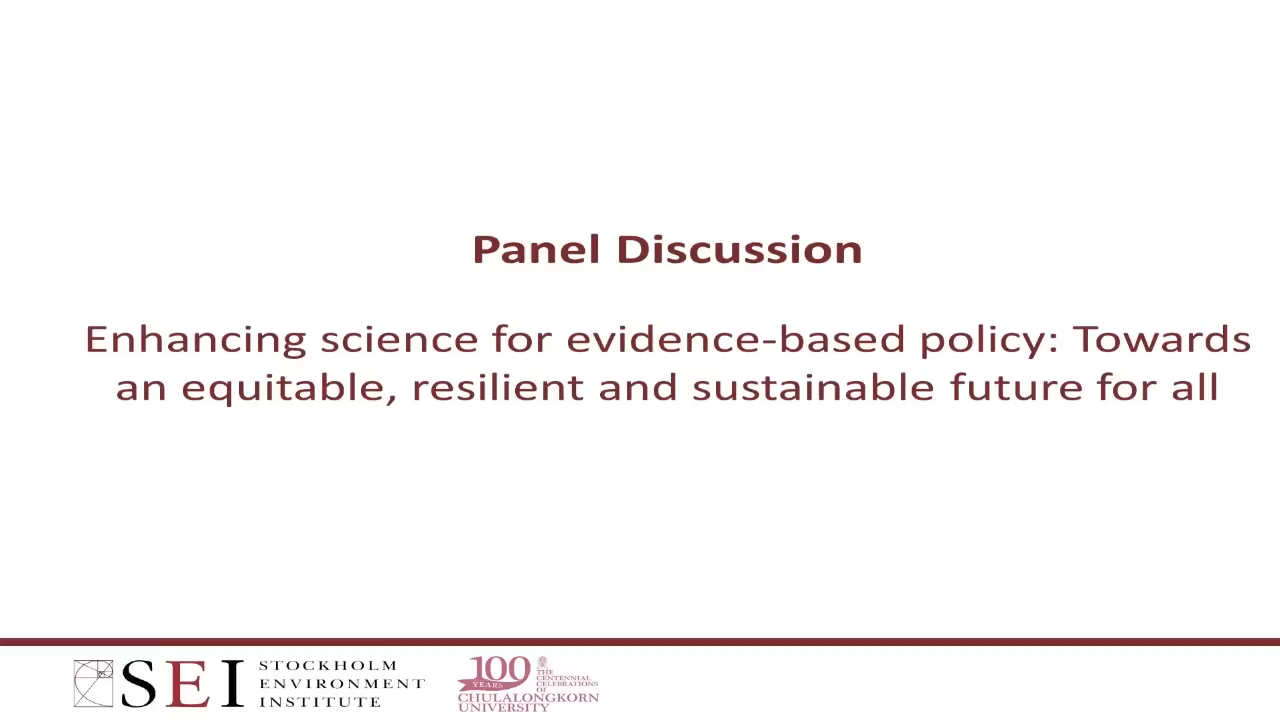 Panel Discussion
Enhancing science for evidence-based policy: Towards
an equitable, resilient and sustainable future for all
SEI
STOCKHOLM
ENVIRONMENT
INSTITUTE
100
YEARS
THE
CENTENNIAL
CELEBRATIONS
OF
CHULALONGKORN
UNIVERSITY